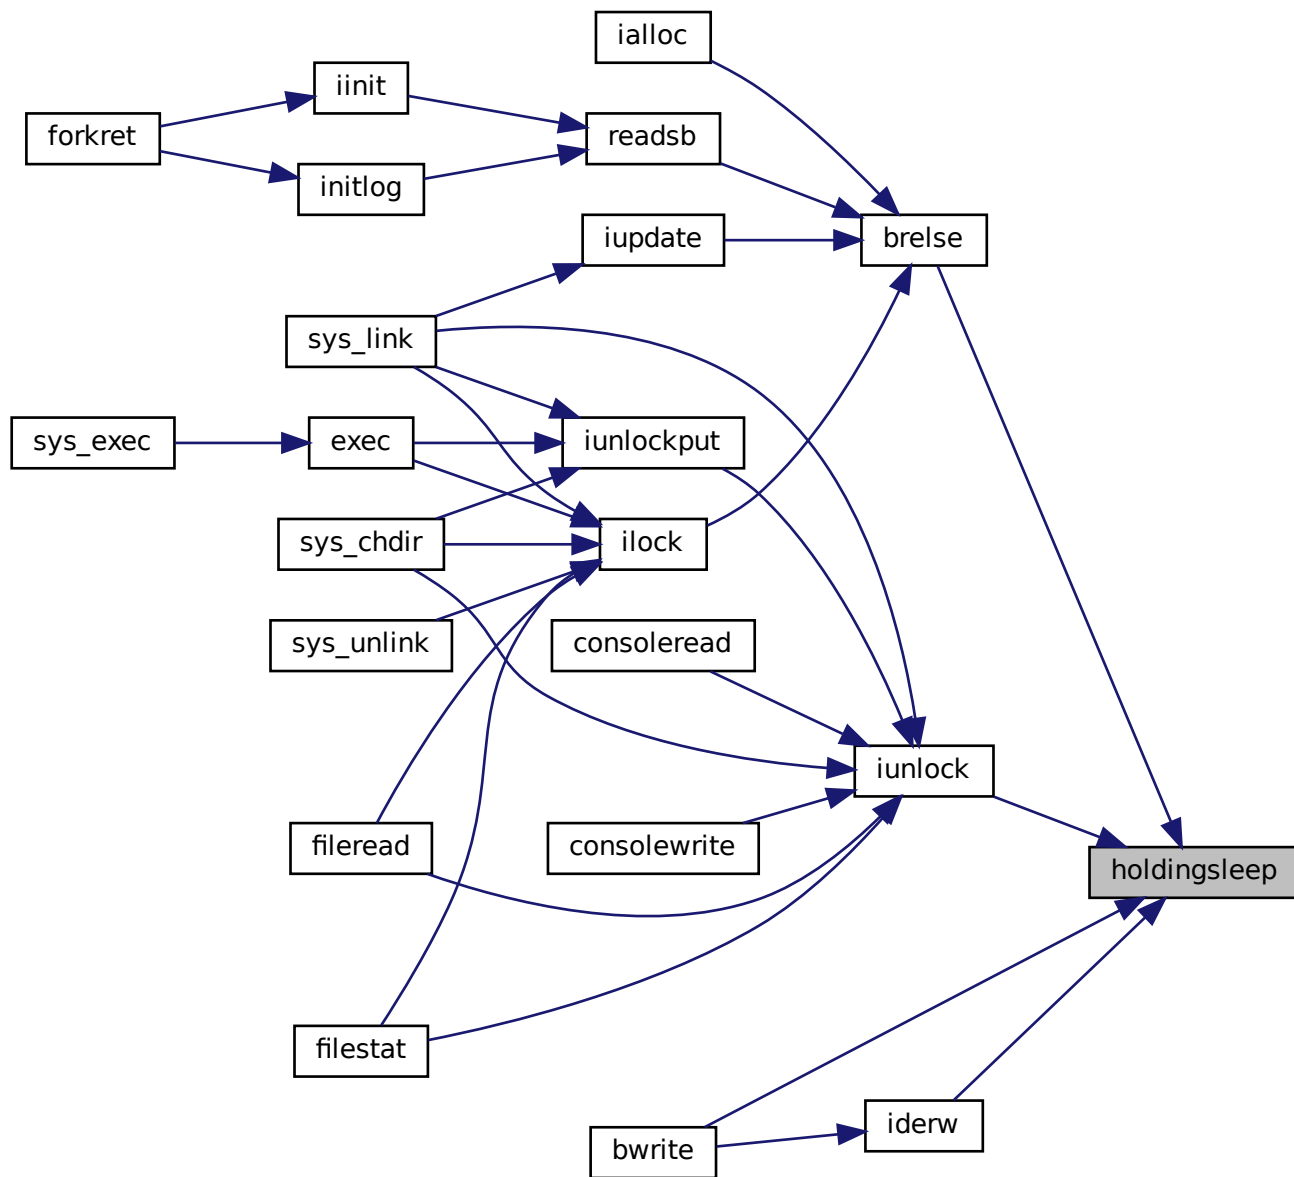 ialloc
iinit
forkret
readsb
initlog
iupdate
brelse
sys_link
sys_exec
exec
iunlockput
sys_chdir
ilock
sys_unlink
consoleread
iunlock
fileread
consolewrite
holdingsleep
filestat
iderw
bwrite